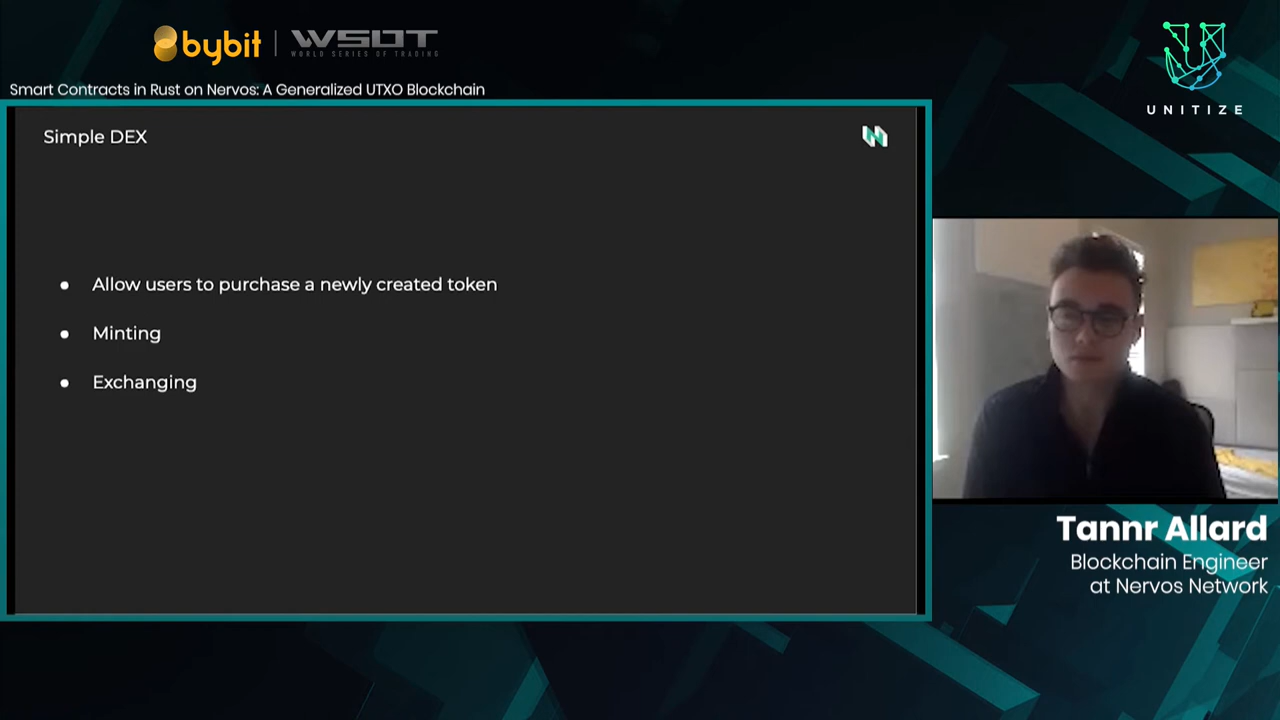 bybit
WSOT
WORLD SERIES OF TRADING
UNITIZE
Smart Contracts in Rust on Nervos: A Generalized UTXO Blockchain
Simple DEX
• Allow users to purchase a newly created token
• Minting
• Exchanging
Tannr Allard
Blockchain Engineer
at Nervos Network